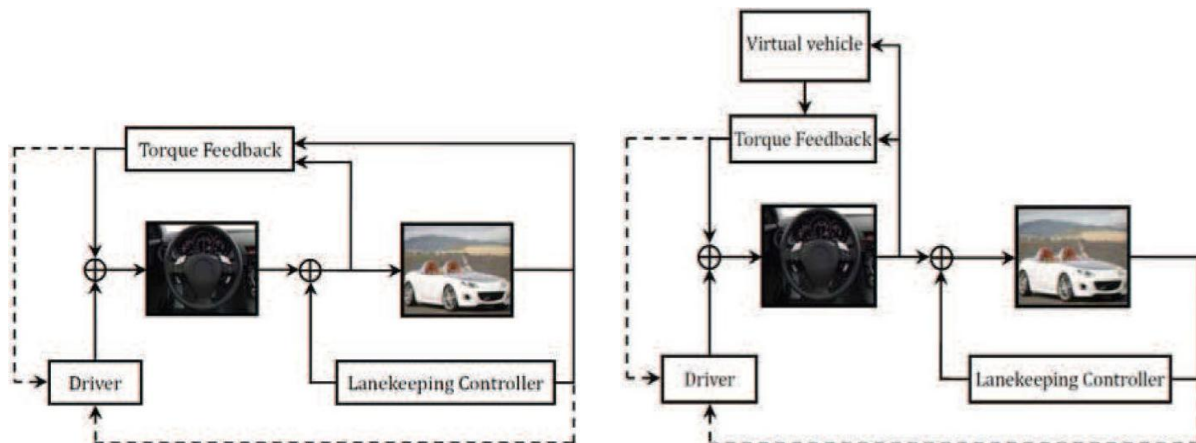 Torque Feedback
Driver
Lanekeeping Controller
Virtual vehicle
Torque Feedback
Driver
Lanekeeping Controller